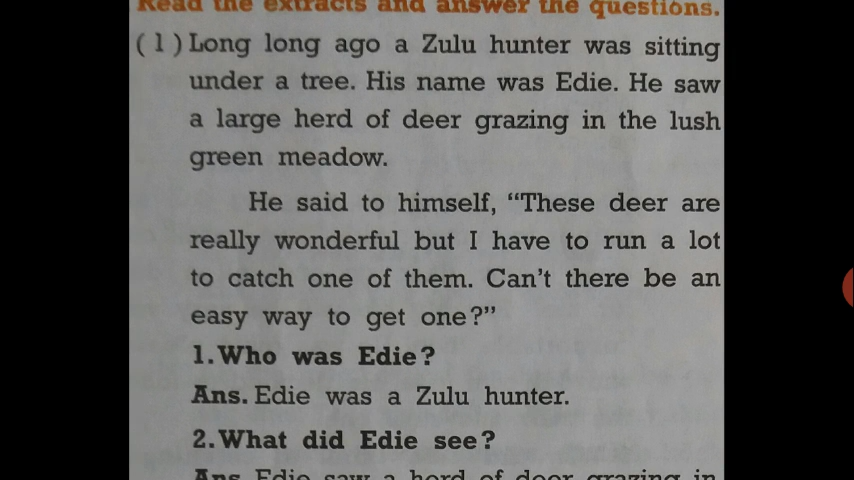 Read the extracts and answer the questions.
(1) Long long ago a Zulu hunter was sitting
under a tree. His name was Edie. He saw
a large herd of deer grazing in the lush
green meadow.
He said to himself, “These deer are
really wonderful but I have to run a lot
to catch one of them. Can’t there be an
easy way to get one?”
1. Who was Edie?
Ans. Edie was a Zulu hunter.
2. What did Edie see?
Ans. Edie saw a herd of deer grazing in